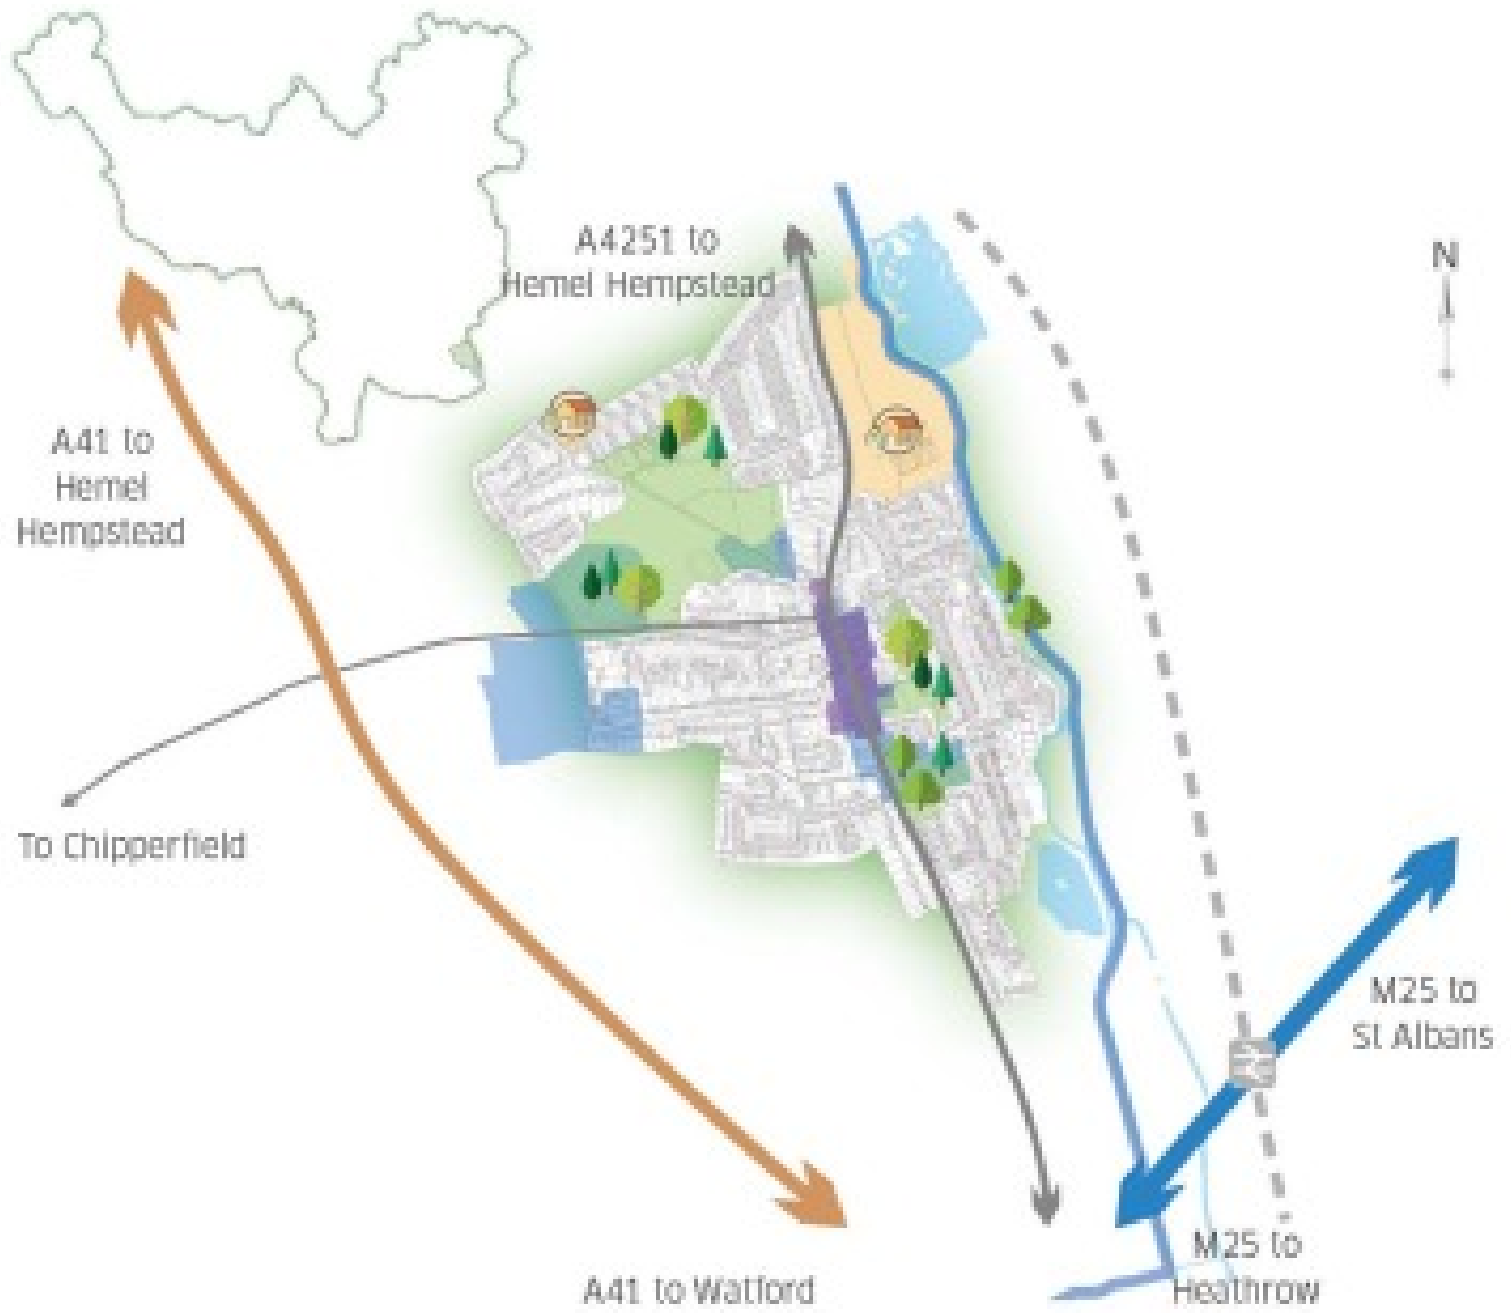 A4251 to
Hemel Hempstead
N
A41 to
Hemel
Hempstead
To Chipperfield
M25 to
St Albans
M25 to
Heathrow
A41 to Watford